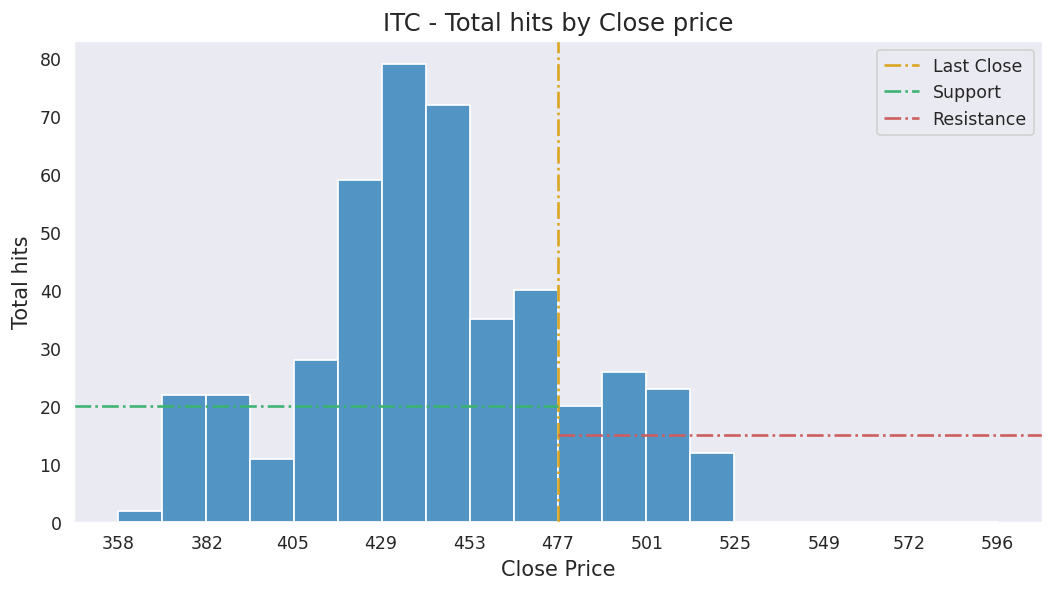 ITC - Total hits by Close price
Last Close
Support
Resistance
Total hits
80
70
60
50
40
30
20
10
0
358 382 405 429 453 477 501 525 549 572 596
Close Price